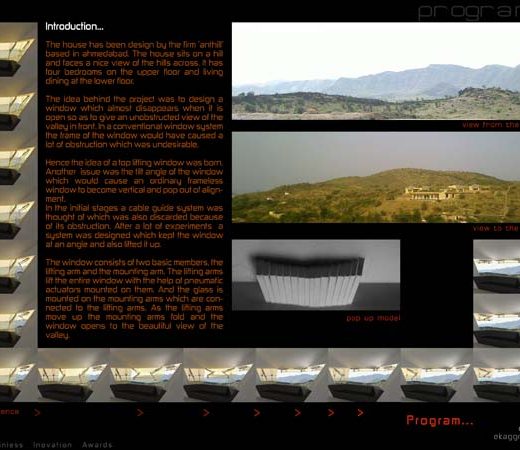 program
Introduction...
The house has been design by the firm 'anthill'
based in ahmedabad. The house sits on a hill
and faces a nice view of the hills across. It has
four bedrooms on the upper floor and living
dining at the lower floor.
The idea behind the project was to design a
window which almost disappears when it is
open so as to give an unobstructed view of the
valley in front. In a conventional window system
the frame of the window would have caused a
lot of obstruction which was undesirable.
Hence the idea of a top lifting window was born.
Another issue was the tilt angle of the window
which would cause an ordinary frameless
window to become vertical and pop out of align-
ment.
In the initial stages a cable guide system was
thought of which was also discarded because
of its obstruction. After a lot of experiments a
system was designed which kept the window
at an angle and also lifted it up.
The window consists of two basic members, the
lifting arm and the mounting arm. The lifting arms
lift the entire window with the help of pneumatic
actuators mounted on them. And the glass is
mounted on the mounting arms which are con-
nected to the lifting arms. As the lifting arms
move up the mounting arms fold and the
window opens to the beautiful view of the
valley.
view from the
view to the
pop up model
ence > > > > > > >
Program...
iniess Inovation Awards